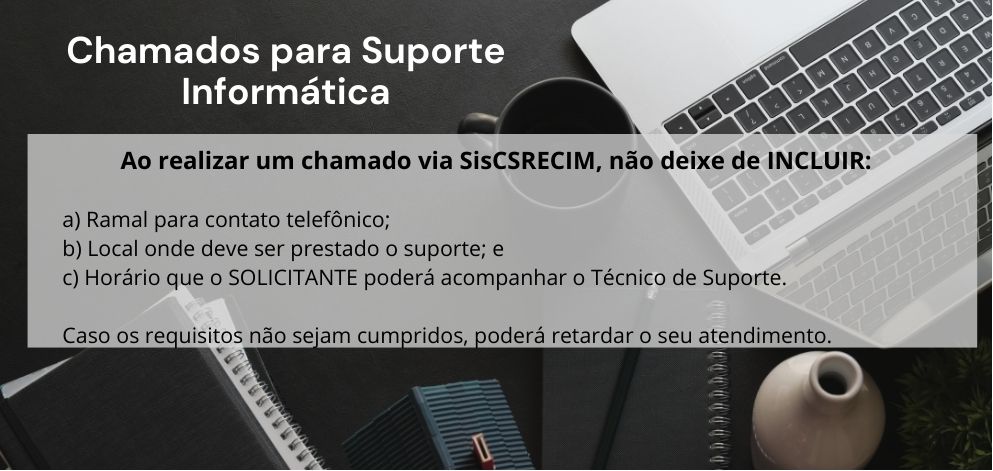 Chamados para Suporte
Informática
Ao realizar um chamado via SisCSRECIM, não deixe de INCLUIR:
a) Ramal para contato telefônico;
b) Local onde deve ser prestado o suporte; e
c) Horário que o SOLICITANTE poderá acompanhar o Técnico de Suporte.
Caso os requisitos não sejam cumpridos, poderá retardar o seu atendimento.